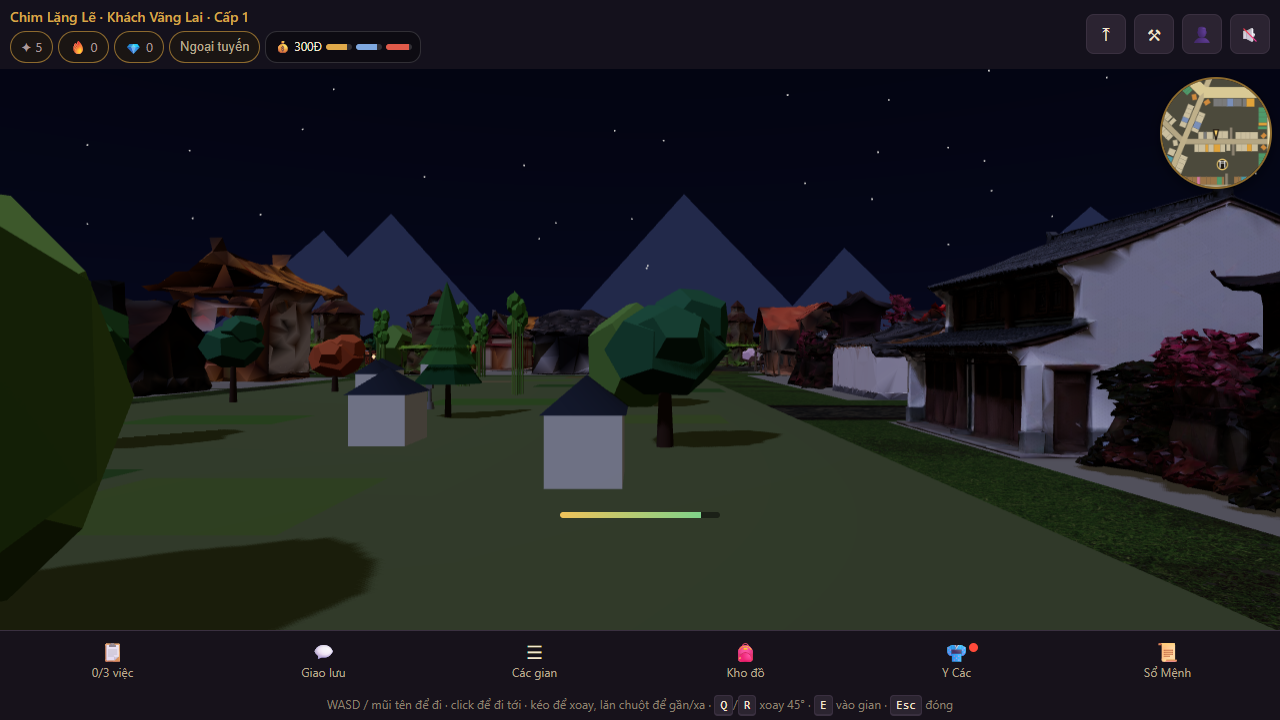 Chim Lặng Lẽ · Khách Vãng Lai · Cấp 1
5
0
0
Ngoại tuyến
300Đ
0/3 việc
Giao lưu
Các gian
Kho đồ
Y Các
Sổ Mệnh
WASD / mũi tên để đi · click để đi tới · kéo để xoay, lăn chuột để gần/xa · Q / R xoay 45° · E vào gian · Esc đóng